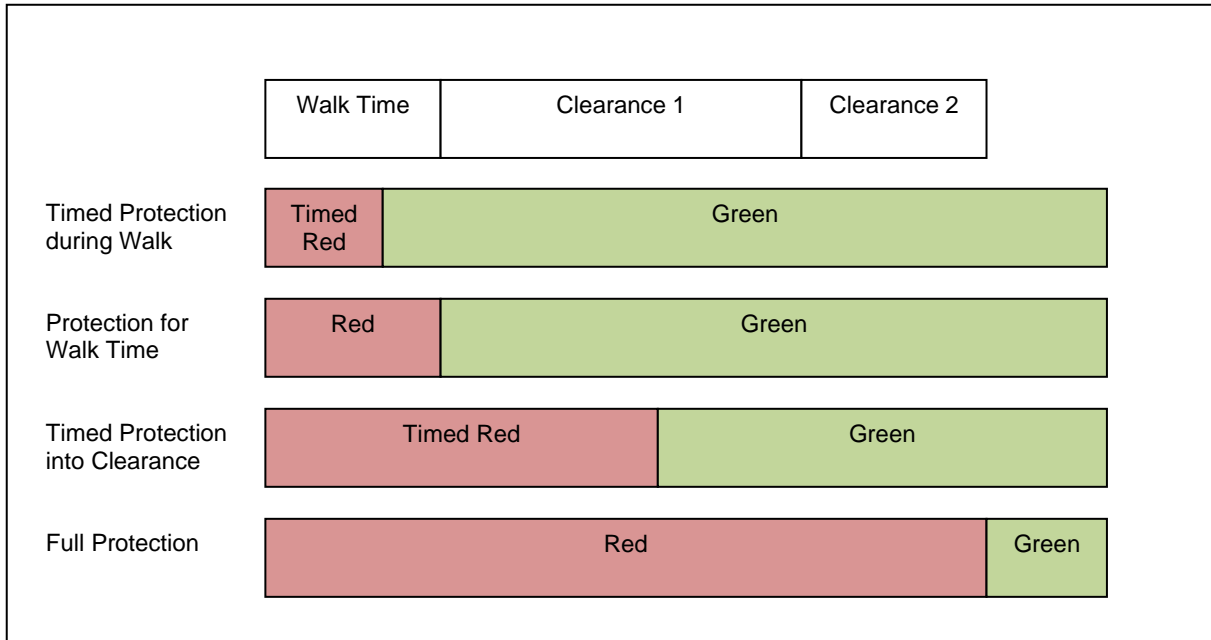 Walk Time Clearance 1 Clearance 2
Timed Protection
during Walk
Timed
Red
Green
Protection for
Walk Time
Red
Green
Timed Protection
into Clearance
Timed Red
Green
Full Protection
Red
Green